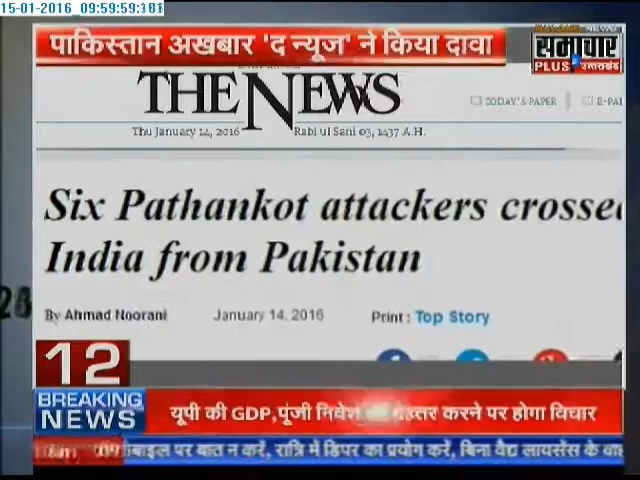 15-01-2016 09:59:59:181
पाकिस्तान अखबार 'द न्यूज' ने किया दावा
NEWS
समाचार
PLUS उत्तराखंड
THE NEWS
TODAY'S PAPER
Thu January 14, 2016 Rabi ul Sani 03, 1437 A.H.
Six Pathankot attackers
India from Pakistan
By Ahmad Noorani January 14, 2016 Print : Top Story
12
BREAKING
NEWS
यूपी की GDP,पूंजी निवेश करने पर होगा विचार
पर बात न करें, रात्रि में डिपर का प्रयोग करें, बिना वैद्य लायसेंस के